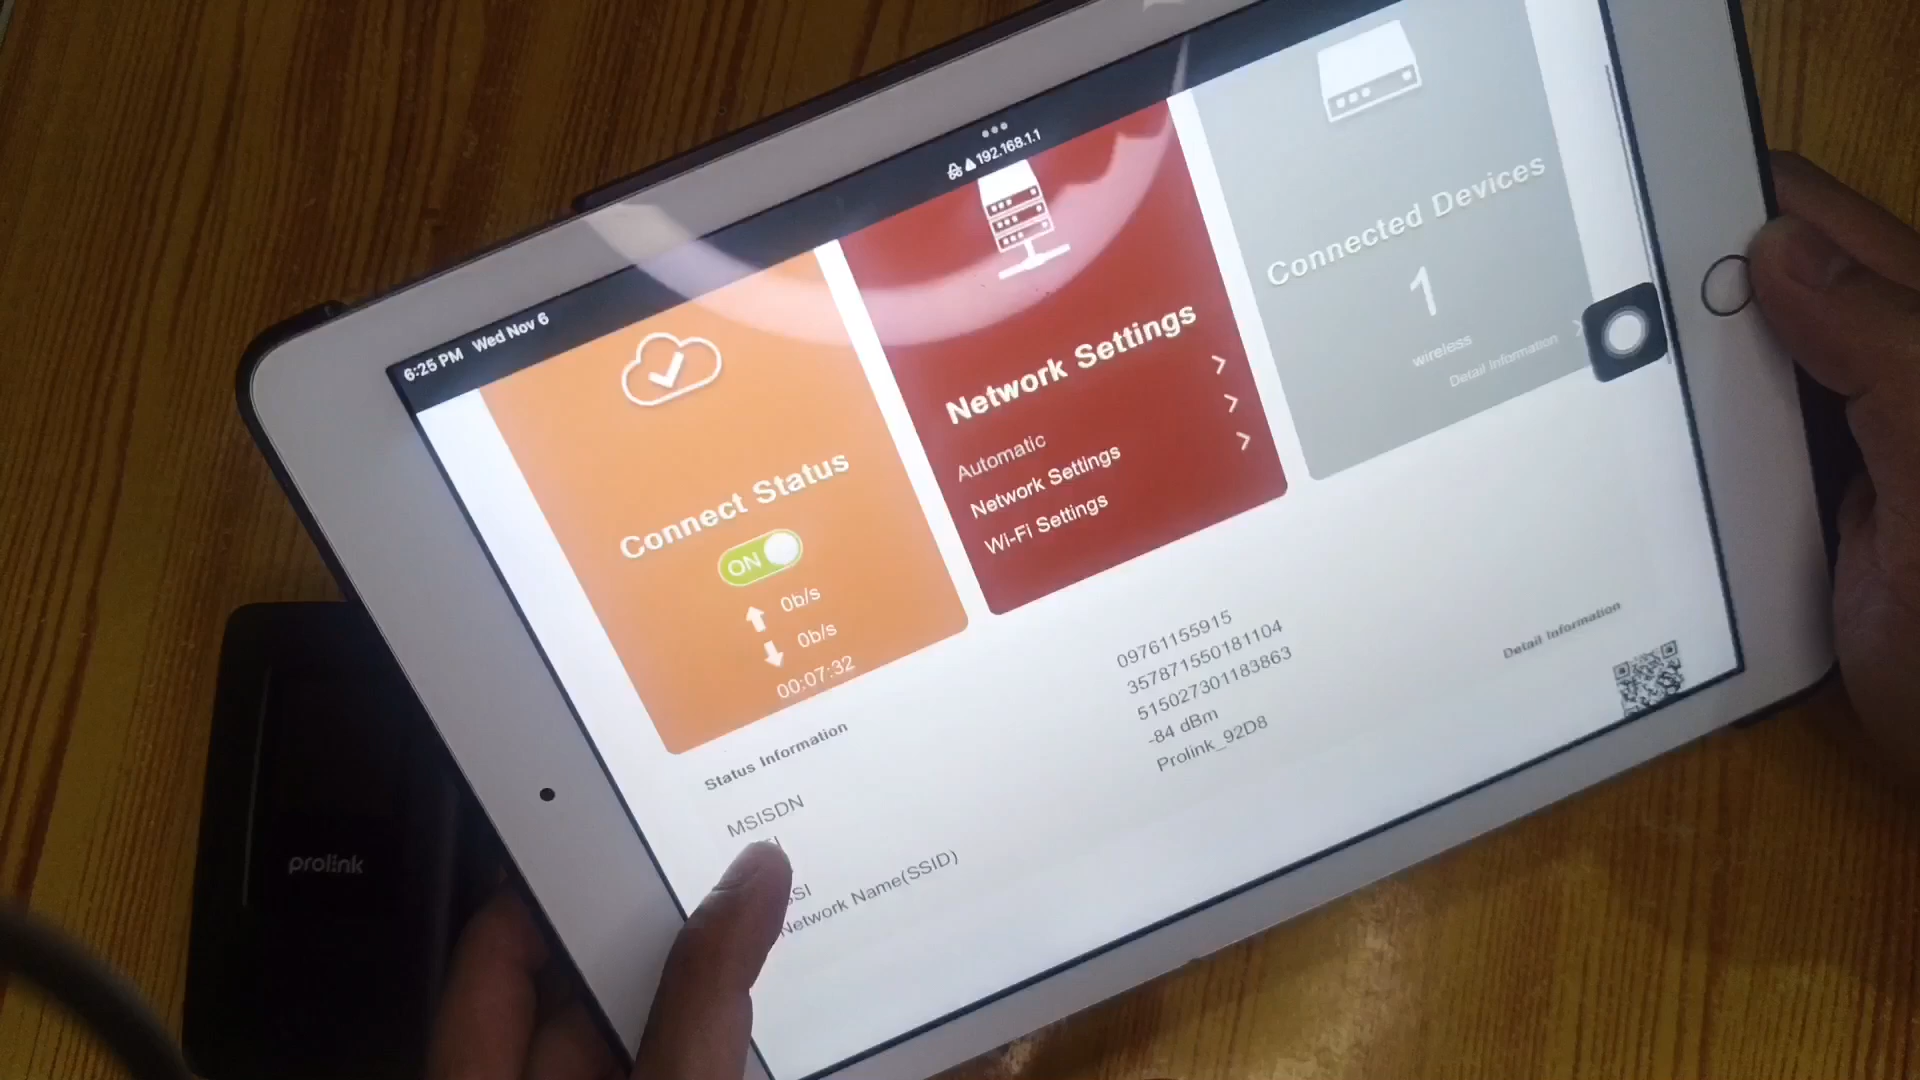 6:25 PM Wed Nov 6
192.168.1.1
Connect Status
ON
0b/s
0b/s
00:07:32
Network Settings
Automatic
Network Settings
Wi-Fi Settings
Connected Devices
1
wireless
Detail Information
Status Information
Detail Information
MSISDN
09761155915
357871550181104
515027301183863
-84 dBm
Network Name(SSID)
Prolink_92D8
prolink